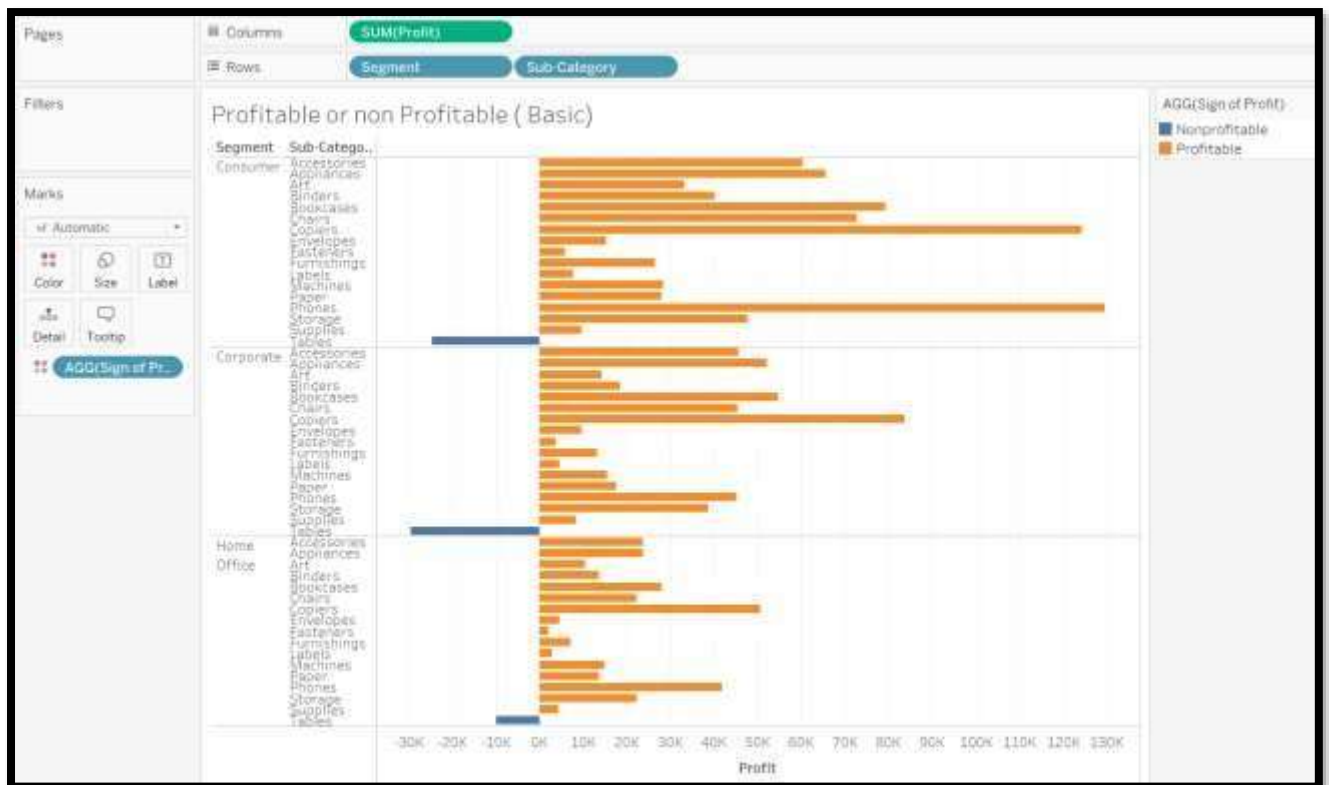 Pages
Columns SUM(Profit)
Rows Segment Sub-Category
Filters
Marks
Automatic
Color Size Label
Detail Tooltip
AGG(Sign of Pr..
Profitable or non Profitable ( Basic)
Segment Sub-Catego..
Consumer Accessories
Appliances
Art
Binders
Bookcases
Chairs
Copiers
Envelopes
Fasteners
Furnishings
Labels
Machines
Paper
Phones
Storage
Supplies
Tables
Corporate Accessories
Appliances
Art
Binders
Bookcases
Chairs
Copiers
Envelopes
Fasteners
Furnishings
Labels
Machines
Paper
Phones
Storage
Supplies
Tables
Home Accessories
Office Appliances
Art
Binders
Bookcases
Chairs
Copiers
Envelopes
Fasteners
Furnishings
Labels
Machines
Paper
Phones
Storage
Supplies
Tables
-30K -20K -10K 0K 10K 20K 30K 40K 50K 60K 70K 80K 90K 100K 110K 120K 130K
Profit
AGG(Sign of Profit)
Nonprofitable
Profitable